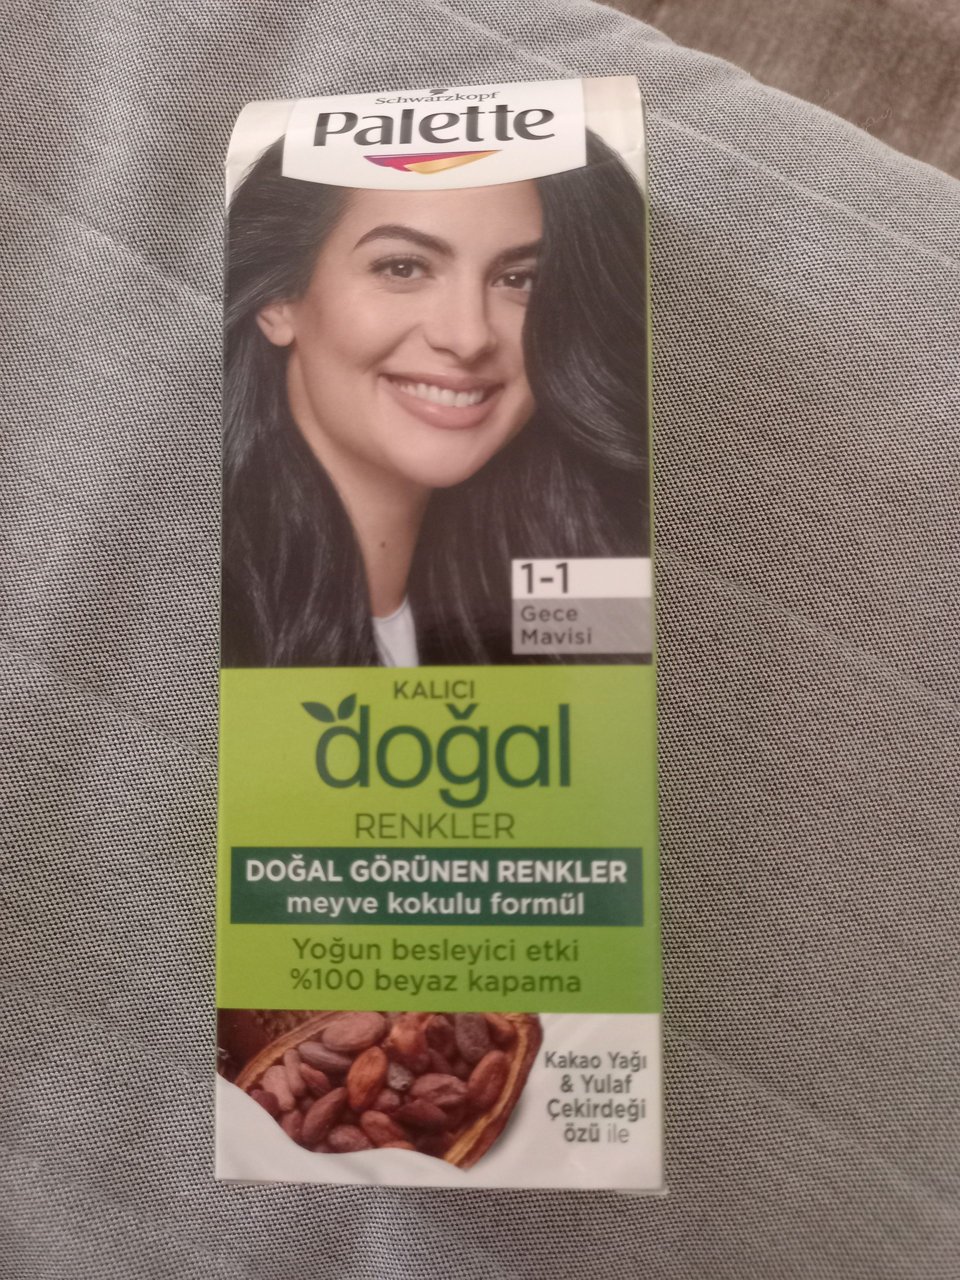 Schwarzkopf
Palette
1-1
Gece
Mavisi
KALICI
doğal
RENKLER
DOĞAL GÖRÜNEN RENKLER
meyve kokulu formül
Yoğun besleyici etki
%100 beyaz kapama
Kakao Yağı
& Yulaf
Çekirdeği
özü ile